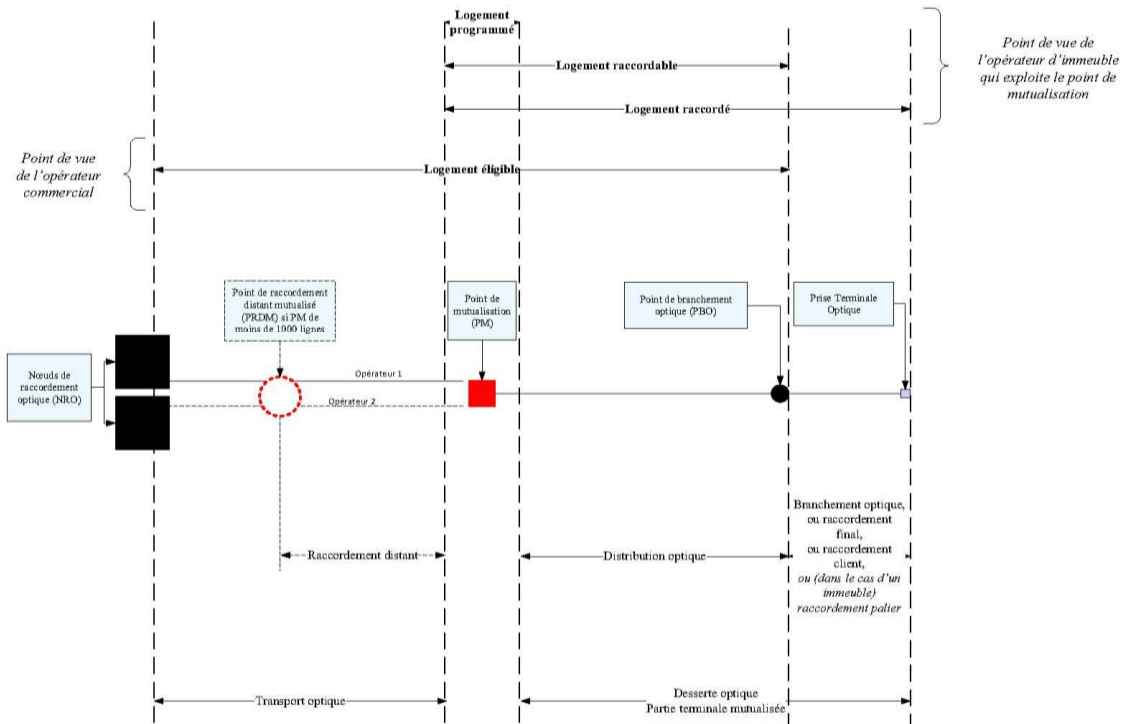 Logement
programmé
Logement raccordable
Logement raccordé
Point de vue de
l'opérateur d'immeuble
qui exploite le point de
mutualisation
Point de vue
de l'opérateur
commercial
Logement éligible
Point de raccordement
distant mutualisé
(PRDM) si PM de
moins de 1000 lignes
Point de
mutualisation
(PM)
Point de branchement
optique (PBO)
Prise Terminale
Optique
Nœuds de
raccordement
optique (NRO)
Opérateur 1
Opérateur 2
Raccordement distant
Distribution optique
Branchement optique,
ou raccordement
final,
ou raccordement
client,
ou (dans le cas d'un
immeuble)
raccordement palier
Transport optique
Desserte optique
Partie terminale mutualisée